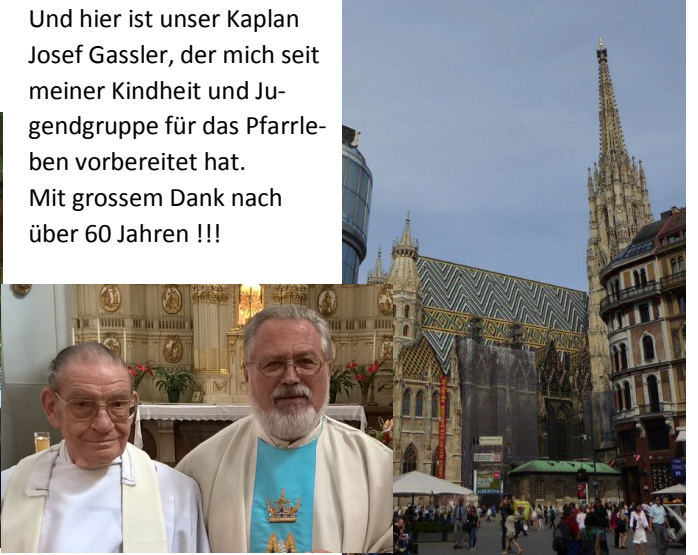 Und hier ist unser Kaplan
Josef Gassler, der mich seit
meiner Kindheit und Ju-
gendgruppe für das Pfarrle-
ben vorbereitet hat.
Mit grossem Dank nach
über 60 Jahren !!!
ALBERTINA